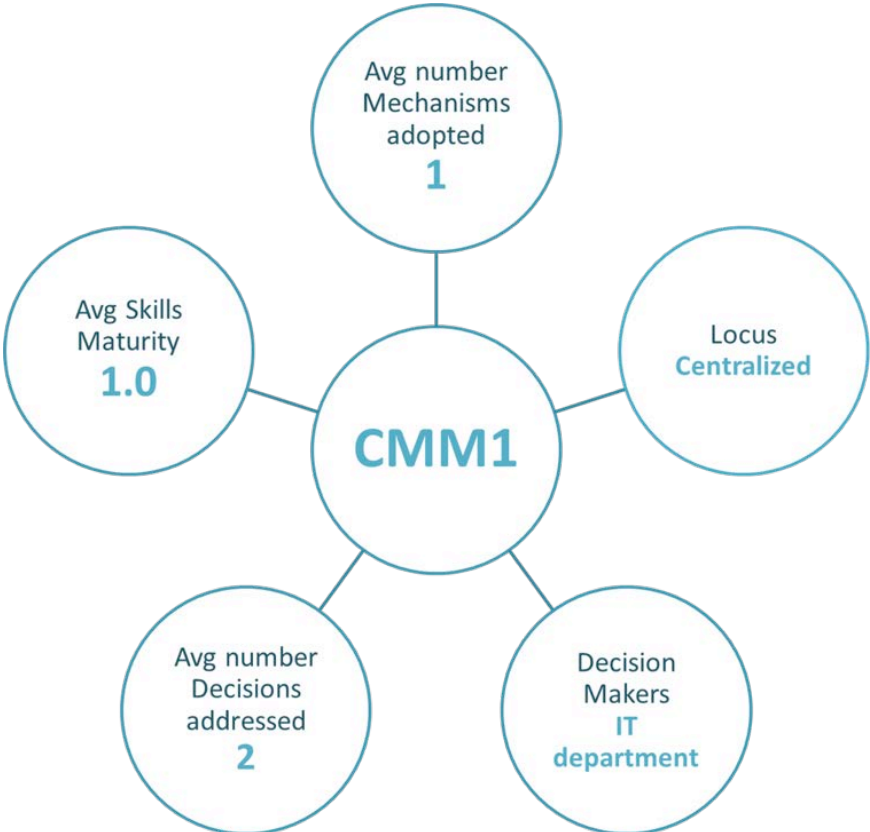 Avg number
Mechanisms
adopted
1
Avg Skills
Maturity
1.0
Locus
Centralized
CMM1
Avg number
Decisions
addressed
2
Decision
Makers
IT
department